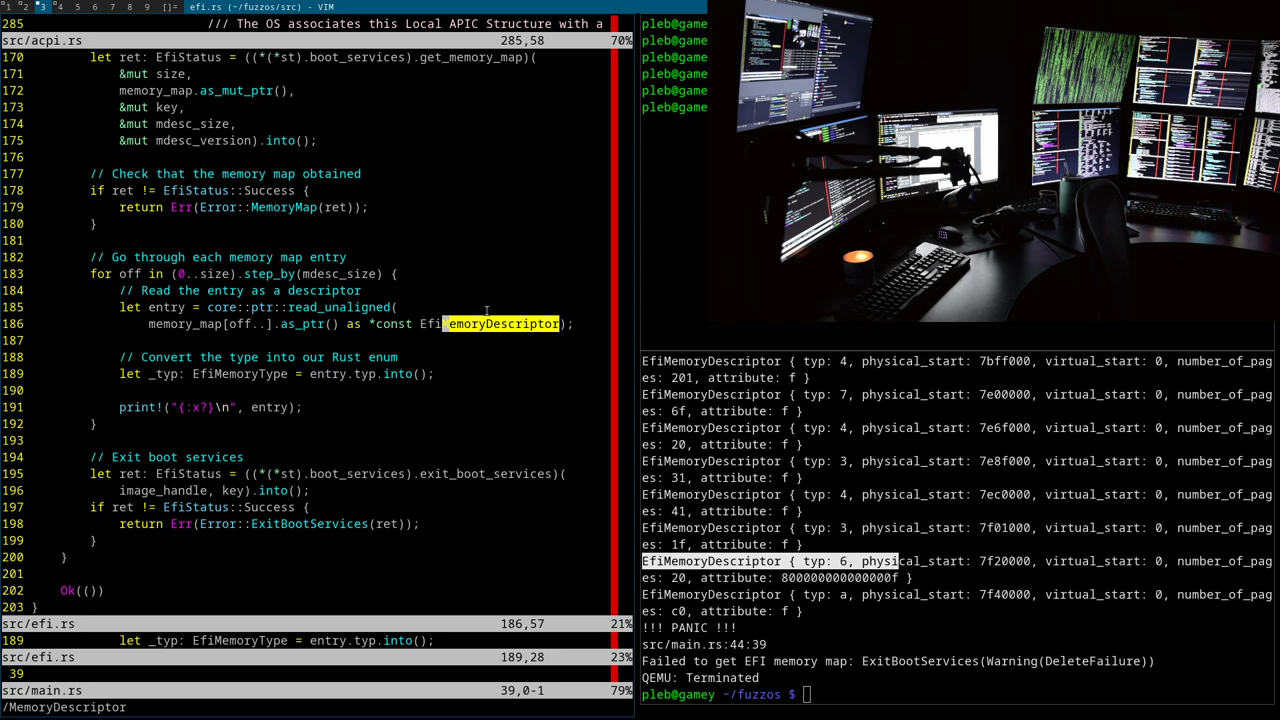 1 2 3 4 5 6 7 8 9 []= efi.rs (~/fuzzos/src) - VIM
285 /// The OS associates this Local APIC Structure with a
src/acpi.rs 285,58 70%
170 let ret: EfiStatus = ((*(*st).boot_services).get_memory_map)(
171 &mut size,
172 memory_map.as_mut_ptr(),
173 &mut key,
174 &mut mdesc_size,
175 &mut mdesc_version).into();
176
177 // Check that the memory map obtained
178 if ret != EfiStatus::Success {
179 return Err(Error::MemoryMap(ret));
180 }
181
182 // Go through each memory map entry
183 for off in (0..size).step_by(mdesc_size) {
184 // Read the entry as a descriptor
185 let entry = core::ptr::read_unaligned(
186 memory_map[off..].as_ptr() as *const EfiMemoryDescriptor);
187
188 // Convert the type into our Rust enum
189 let _typ: EfiMemoryType = entry.typ.into();
190
191 print!("{:x?}\n", entry);
192 }
193
194 // Exit boot services
195 let ret: EfiStatus = ((*(*st).boot_services).exit_boot_services)(
196 image_handle, key).into();
197 if ret != EfiStatus::Success {
198 return Err(Error::ExitBootServices(ret));
199 }
200 }
201
202 Ok(())
203 }
src/efi.rs 186,57 21%
189 let _typ: EfiMemoryType = entry.typ.into();
src/efi.rs 189,28 23%
39
src/main.rs 39,0-1 79%
/MemoryDescriptor
pleb@game
pleb@game
pleb@game
pleb@game
pleb@game
pleb@game
EfiMemoryDescriptor { typ: 4, physical_start: 7bff000, virtual_start: 0, number_of_pag
es: 201, attribute: f }
EfiMemoryDescriptor { typ: 7, physical_start: 7e00000, virtual_start: 0, number_of_pag
es: 6f, attribute: f }
EfiMemoryDescriptor { typ: 4, physical_start: 7e6f000, virtual_start: 0, number_of_pag
es: 20, attribute: f }
EfiMemoryDescriptor { typ: 3, physical_start: 7e8f000, virtual_start: 0, number_of_pag
es: 31, attribute: f }
EfiMemoryDescriptor { typ: 4, physical_start: 7ec0000, virtual_start: 0, number_of_pag
es: 41, attribute: f }
EfiMemoryDescriptor { typ: 3, physical_start: 7f01000, virtual_start: 0, number_of_pag
es: 1f, attribute: f }
EfiMemoryDescriptor { typ: 6, physical_start: 7f20000, virtual_start: 0, number_of_pag
es: 20, attribute: 800000000000000f }
EfiMemoryDescriptor { typ: a, physical_start: 7f40000, virtual_start: 0, number_of_pag
es: c0, attribute: f }
!!! PANIC !!!
src/main.rs:44:39
Failed to get EFI memory map: ExitBootServices(Warning(DeleteFailure))
QEMU: Terminated
pleb@gamey ~/fuzzos $